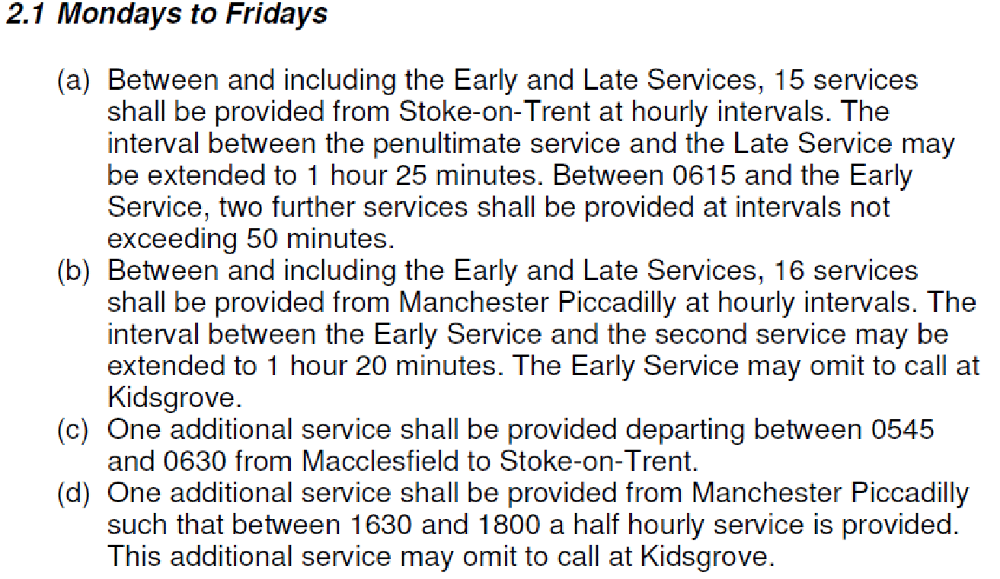 2.1 Mondays to Fridays
(a) Between and including the Early and Late Services, 15 services
shall be provided from Stoke-on-Trent at hourly intervals. The
interval between the penultimate service and the Late Service may
be extended to 1 hour 25 minutes. Between 0615 and the Early
Service, two further services shall be provided at intervals not
exceeding 50 minutes.
(b) Between and including the Early and Late Services, 16 services
shall be provided from Manchester Piccadilly at hourly intervals. The
interval between the Early Service and the second service may be
extended to 1 hour 20 minutes. The Early Service may omit to call at
Kidsgrove.
(c) One additional service shall be provided departing between 0545
and 0630 from Macclesfield to Stoke-on-Trent.
(d) One additional service shall be provided from Manchester Piccadilly
such that between 1630 and 1800 a half hourly service is provided.
This additional service may omit to call at Kidsgrove.